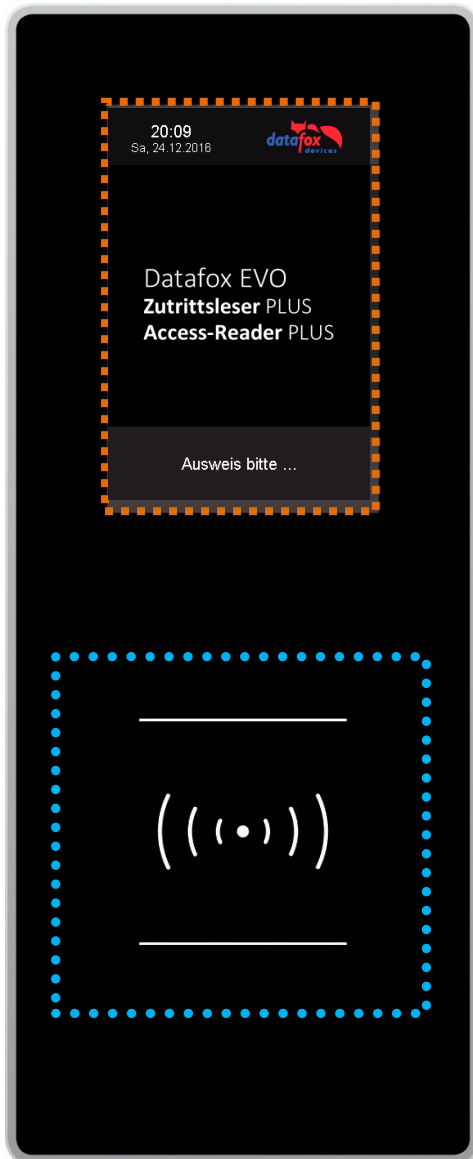 20:09
Sa, 24.12.2016
datafox
devices
Datafox EVO
Zutrittsleser PLUS
Access-Reader PLUS
Ausweis bitte ...